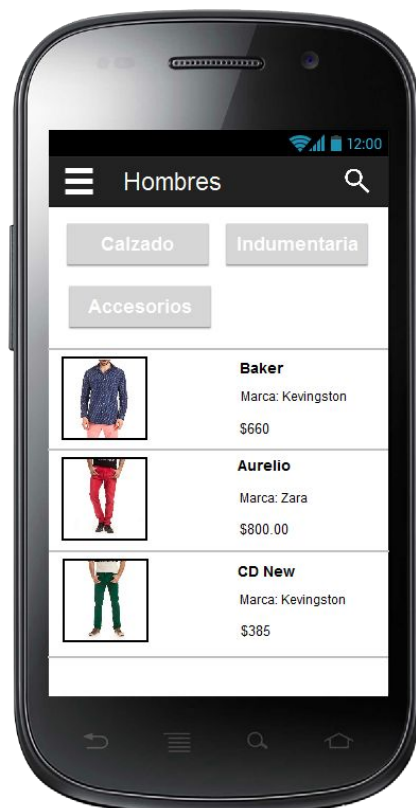 12:00
Hombres
Calzado Indumentaria
Accesorios
Baker
Marca: Kevingston
$660
Aurelio
Marca: Zara
$800.00
CD New
Marca: Kevingston
$385